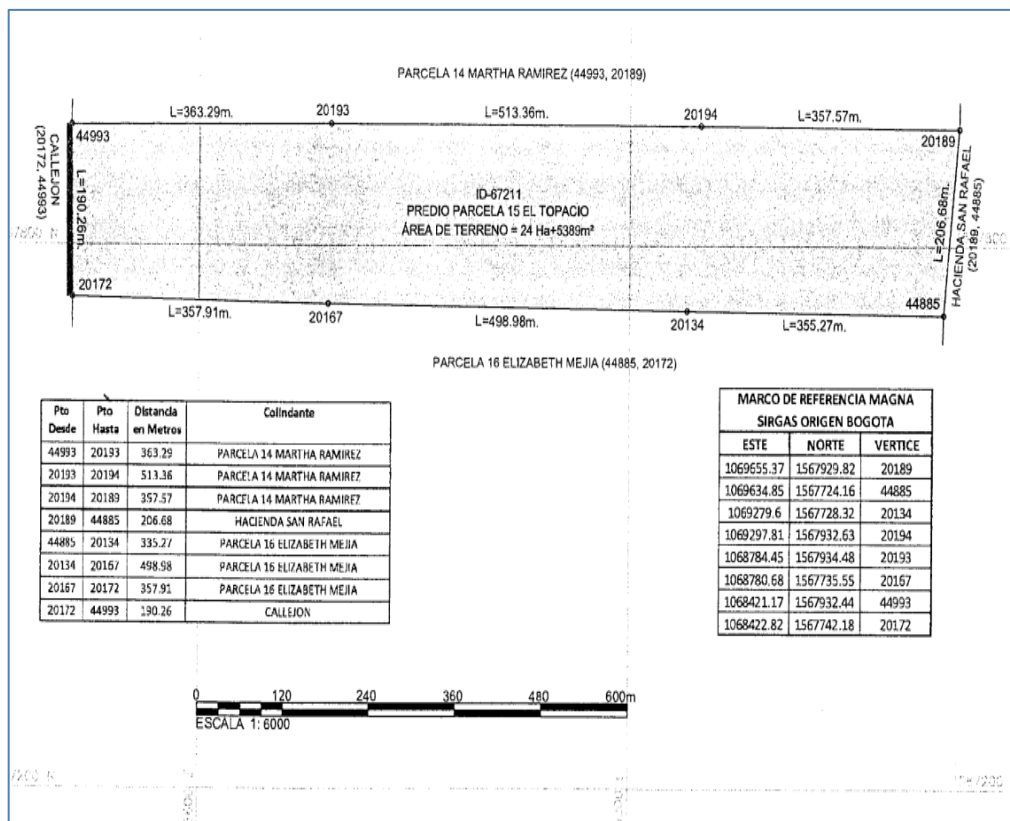 PARCELA 14 MARTHA RAMIREZ (44993, 20189)
L=363.29m.
20193
L=513.36m.
20194
L=357.57m.
44993
20189
CALLEJON
(20172, 44993)
L=190.26m.
ID-67211
PREDIO PARCELA 15 EL TOPACIO
ÁREA DE TERRENO = 24 Ha+5389m²
L=206.68m.
HACIENDA SAN RAFAEL
(20189, 44885)
20172
44885
L=357.91m.
20167
L=498.98m.
20134
L=355.27m.
PARCELA 16 ELIZABETH MEJIA (44885, 20172)
Pto Desde Pto Hasta Distancia en Metros Colindante
44993 20193 363.29 PARCELA 14 MARTHA RAMIREZ
20193 20194 513.36 PARCELA 14 MARTHA RAMIREZ
20194 20189 357.57 PARCELA 14 MARTHA RAMIREZ
20189 44885 206.68 HACIENDA SAN RAFAEL
44885 20134 335.27 PARCELA 16 ELIZABETH MEJIA
20134 20167 498.98 PARCELA 16 ELIZABETH MEJIA
20167 20172 357.91 PARCELA 16 ELIZABETH MEJIA
20172 44993 190.26 CALLEJON
MARCO DE REFERENCIA MAGNA
SIRGAS ORIGEN BOGOTA
ESTE NORTE VERTICE
1069655.37 1567929.82 20189
1069634.85 1567724.16 44885
1069279.6 1567728.32 20134
1069297.81 1567932.63 20194
1068784.45 1567934.48 20193
1068780.68 1567735.55 20167
1068421.17 1567932.44 44993
1068422.82 1567742.18 20172
0 120 240 360 480 600m
ESCALA 1:6000